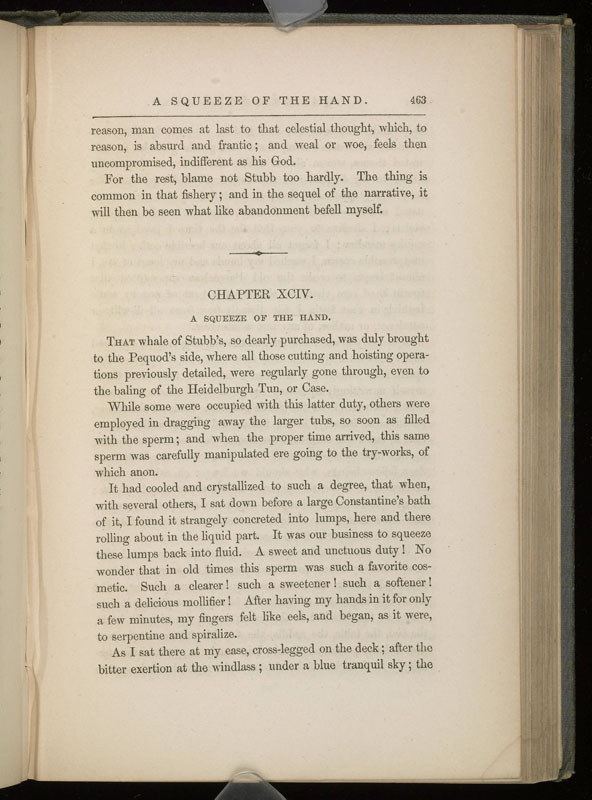 A SQUEEZE OF THE HAND. 463
reason, man comes at last to that celestial thought, which, to
reason, is absurd and frantic; and weal or woe, feels then
uncompromised, indifferent as his God.
For the rest, blame not Stubb too hardly. The thing is
common in that fishery; and in the sequel of the narrative, it
will then be seen what like abandonment befell myself.
CHAPTER XCIV.
A SQUEEZE OF THE HAND.
THAT whale of Stubb's, so dearly purchased, was duly brought
to the Pequod's side, where all those cutting and hoisting opera-
tions previously detailed, were regularly gone through, even to
the baling of the Heidelburgh Tun, or Case.
While some were occupied with this latter duty, others were
employed in dragging away the larger tubs, so soon as filled
with the sperm; and when the proper time arrived, this same
sperm was carefully manipulated ere going to the try-works, of
which anon.
It had cooled and crystallized to such a degree, that when,
with several others, I sat down before a large Constantine's bath
of it, I found it strangely concreted into lumps, here and there
rolling about in the liquid part. It was our business to squeeze
these lumps back into fluid. A sweet and unctuous duty! No
wonder that in old times this sperm was such a favorite cos-
metic. Such a clearer! such a sweetener! such a softener!
such a delicious mollifier! After having my hands in it for only
a few minutes, my fingers felt like eels, and began, as it were,
to serpentine and spiralize.
As I sat there at my ease, cross-legged on the deck; after the
bitter exertion at the windlass; under a blue tranquil sky; the